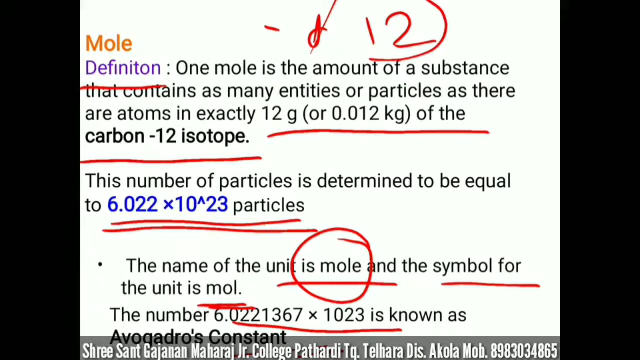 - 12
Mole
Definiton : One mole is the amount of a substance
that contains as many entities or particles as there
are atoms in exactly 12 g (or 0.012 kg) of the
carbon -12 isotope.
This number of particles is determined to be equal
to 6.022 ×10^23 particles
• The name of the unit is mole and the symbol for
the unit is mol.
The number 6.0221367 × 1023 is known as
Avogadro's Constant
Shree Sant Gajanan Maharaj Jr. College Pathardi Tq. Telhara Dis. Akola Mob. 8983034865